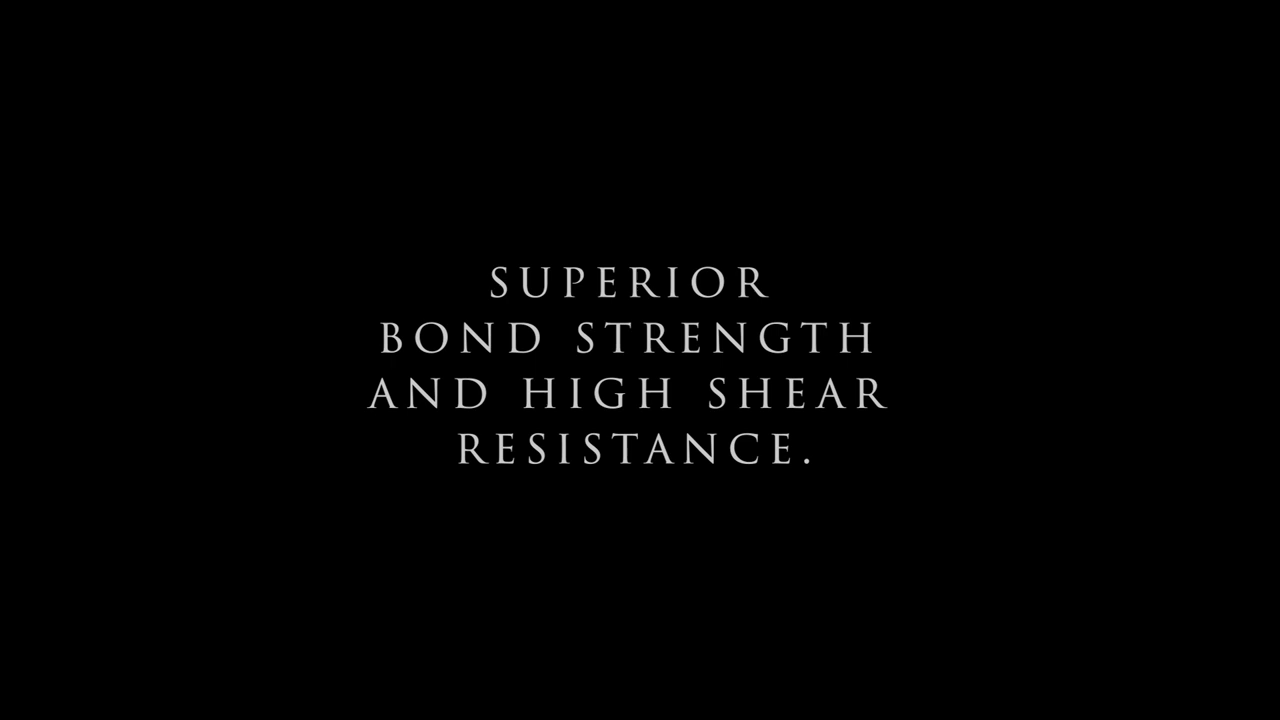 SUPERIOR
BOND STRENGTH
AND HIGH SHEAR
RESISTANCE.